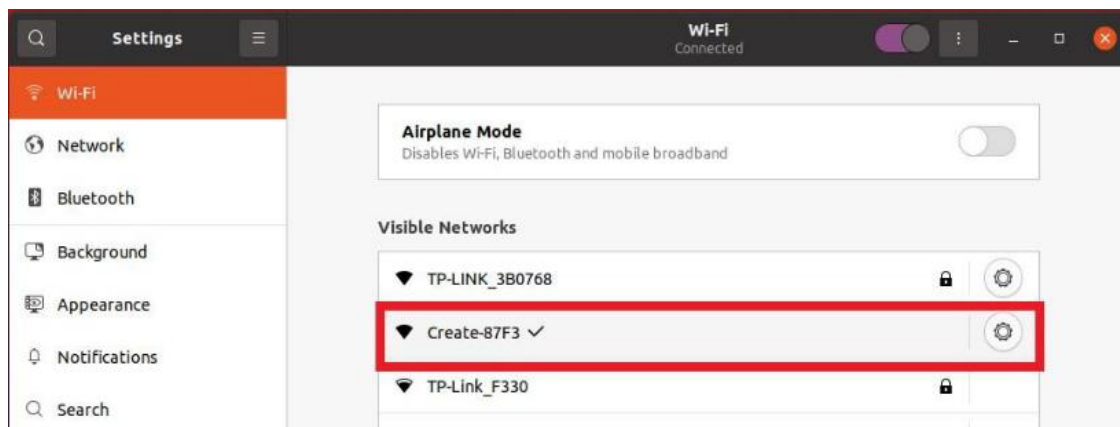 Settings
Wi-Fi
Connected
Wi-Fi
Network
Bluetooth
Background
Appearance
Notifications
Search
Airplane Mode
Disables Wi-Fi, Bluetooth and mobile broadband
Visible Networks
TP-LINK_3B0768
Create-87F3
TP-Link_F330